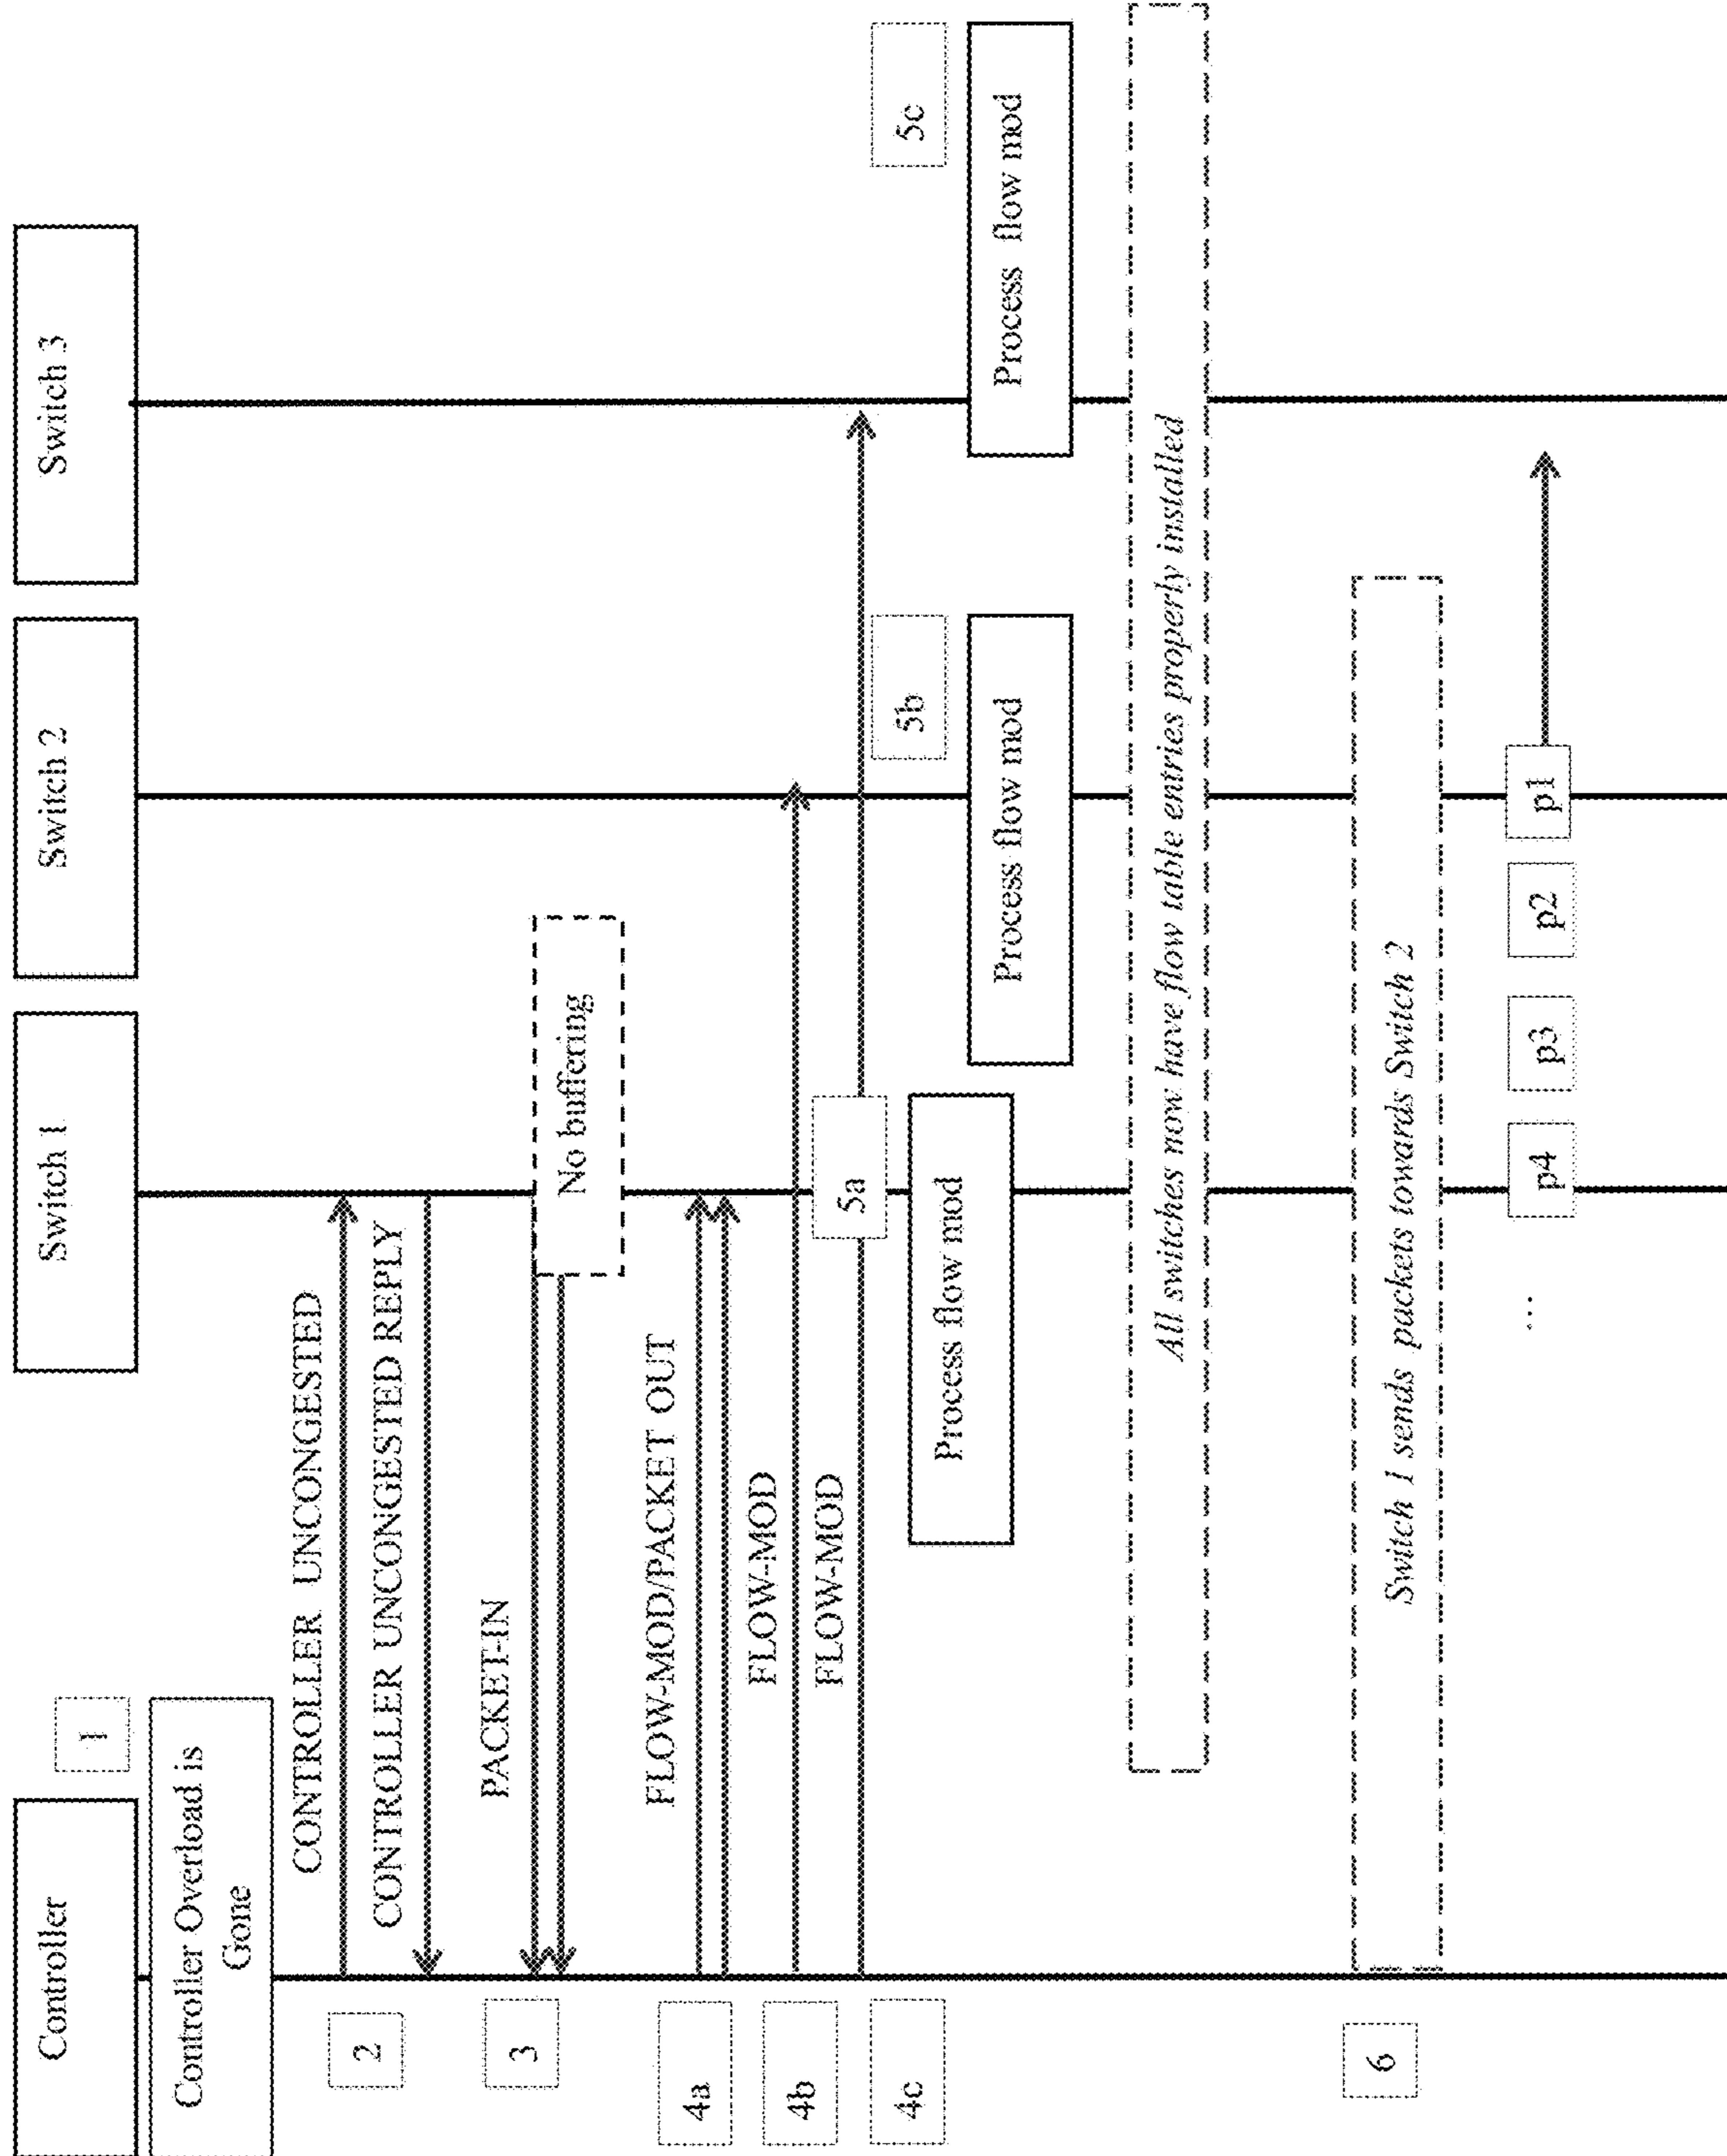 Controller
Switch 1
Switch 2
Switch 3
1
Controller Overload is
Gone
CONTROLLER UNCONGESTED
2
CONTROLLER UNCONGESTED REPLY
PACKET-IN
3
No buffering
FLOW-MOD/PACKET OUT
4a
FLOW-MOD
4b
FLOW-MOD
4c
5a
5b
5c
Process flow mod
Process flow mod
Process flow mod
All switches now have flow table entries properly installed
6
Switch 1 sends packets towards Switch 2
... p4 p3 p2 p1